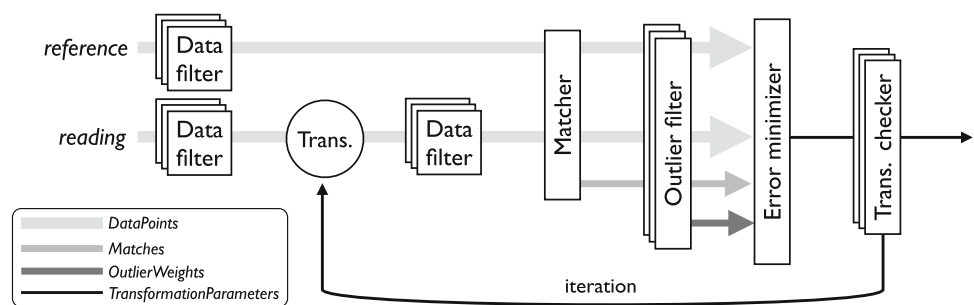 reference
Data
filter
reading
Data
filter
Trans.
Data
filter
Matcher
Outlier filter
Error minimizer
Trans. checker
iteration
DataPoints
Matches
OutlierWeights
TransformationParameters